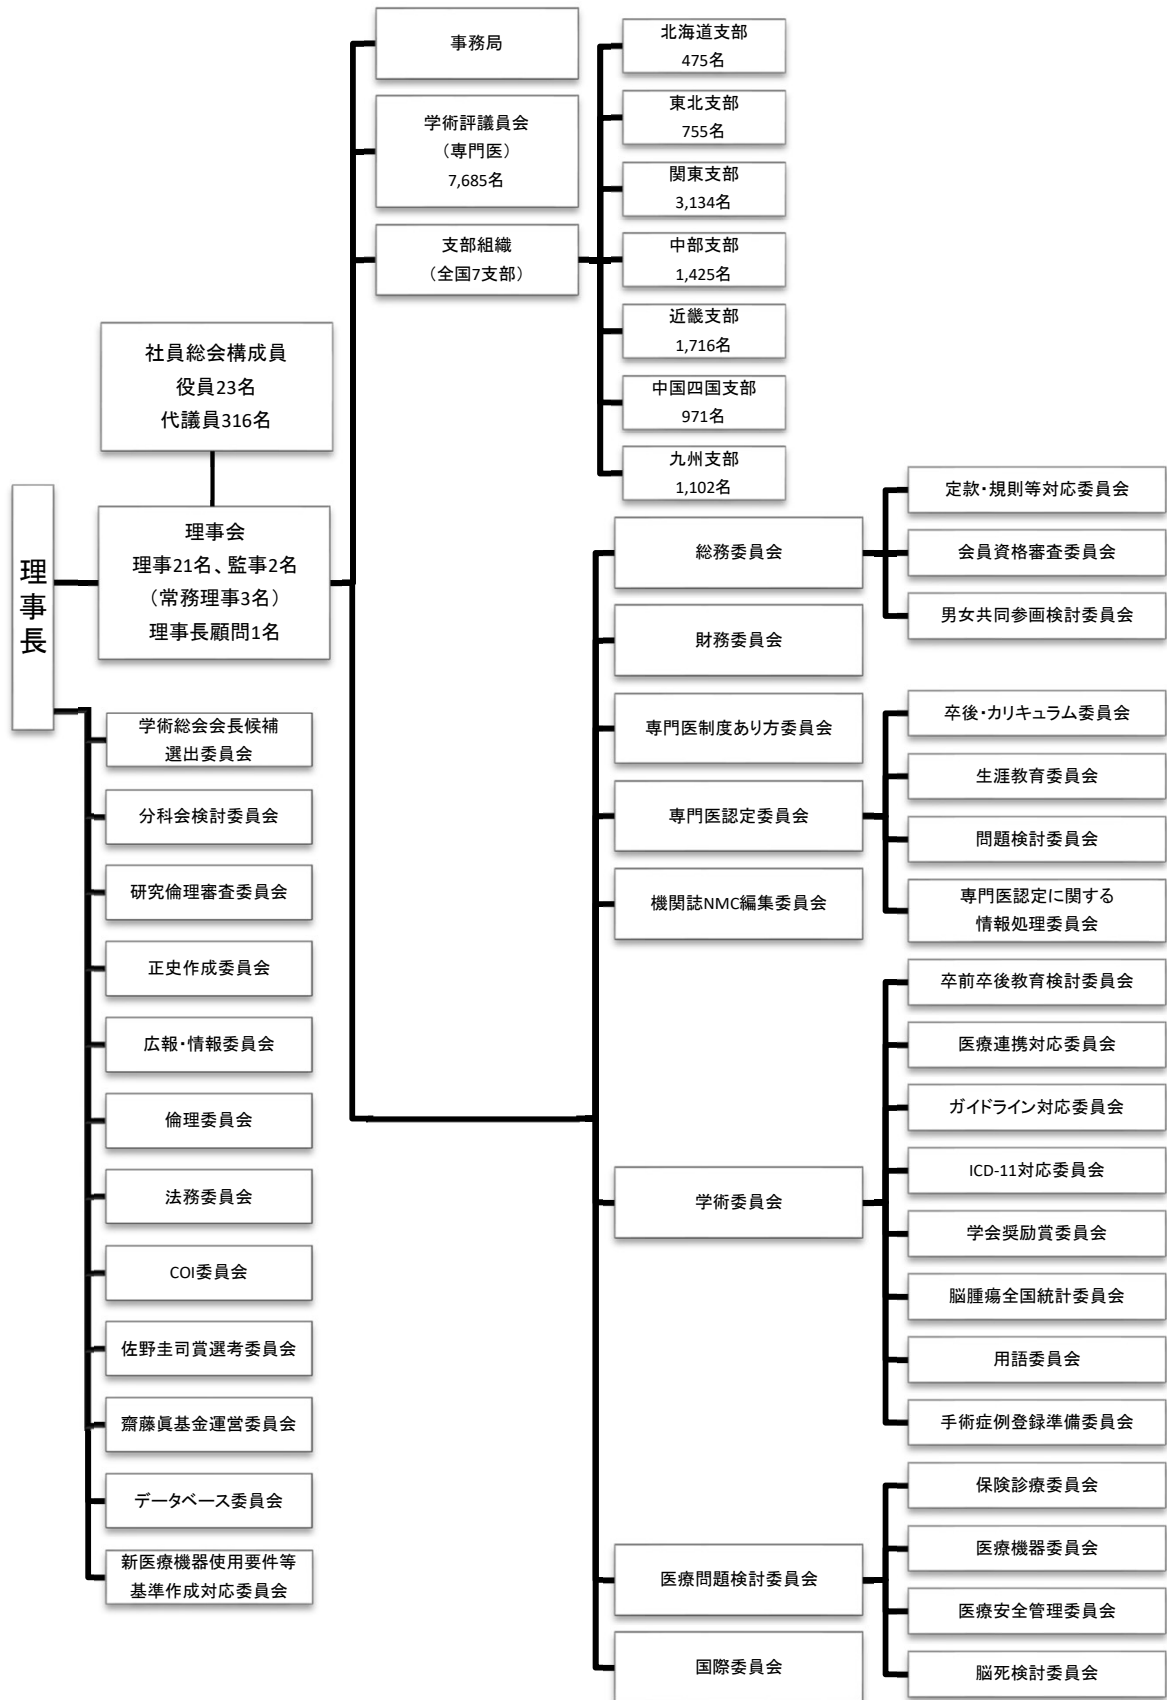 理事長
社員総会構成員
役員23名
代議員316名
理事会
理事21名、監事2名
（常務理事3名）
理事長顧問1名
学術総会会長候補
選出委員会
分科会検討委員会
研究倫理審査委員会
正史作成委員会
広報・情報委員会
倫理委員会
法務委員会
COI委員会
佐野圭司賞選考委員会
齋藤眞基金運営委員会
データベース委員会
新医療機器使用要件等
基準作成対応委員会
事務局
学術評議員会
（専門医）
7,685名
支部組織
（全国7支部）
北海道支部
475名
東北支部
755名
関東支部
3,134名
中部支部
1,425名
近畿支部
1,716名
中国四国支部
971名
九州支部
1,102名
総務委員会
定款・規則等対応委員会
会員資格審査委員会
男女共同参画検討委員会
財務委員会
専門医制度あり方委員会
専門医認定委員会
卒後・カリキュラム委員会
生涯教育委員会
問題検討委員会
専門医認定に関する
情報処理委員会
機関誌NMC編集委員会
学術委員会
卒前卒後教育検討委員会
医療連携対応委員会
ガイドライン対応委員会
ICD-11対応委員会
学会奨励賞委員会
脳腫瘍全国統計委員会
用語委員会
手術症例登録準備委員会
医療問題検討委員会
保険診療委員会
医療機器委員会
医療安全管理委員会
脳死検討委員会
国際委員会